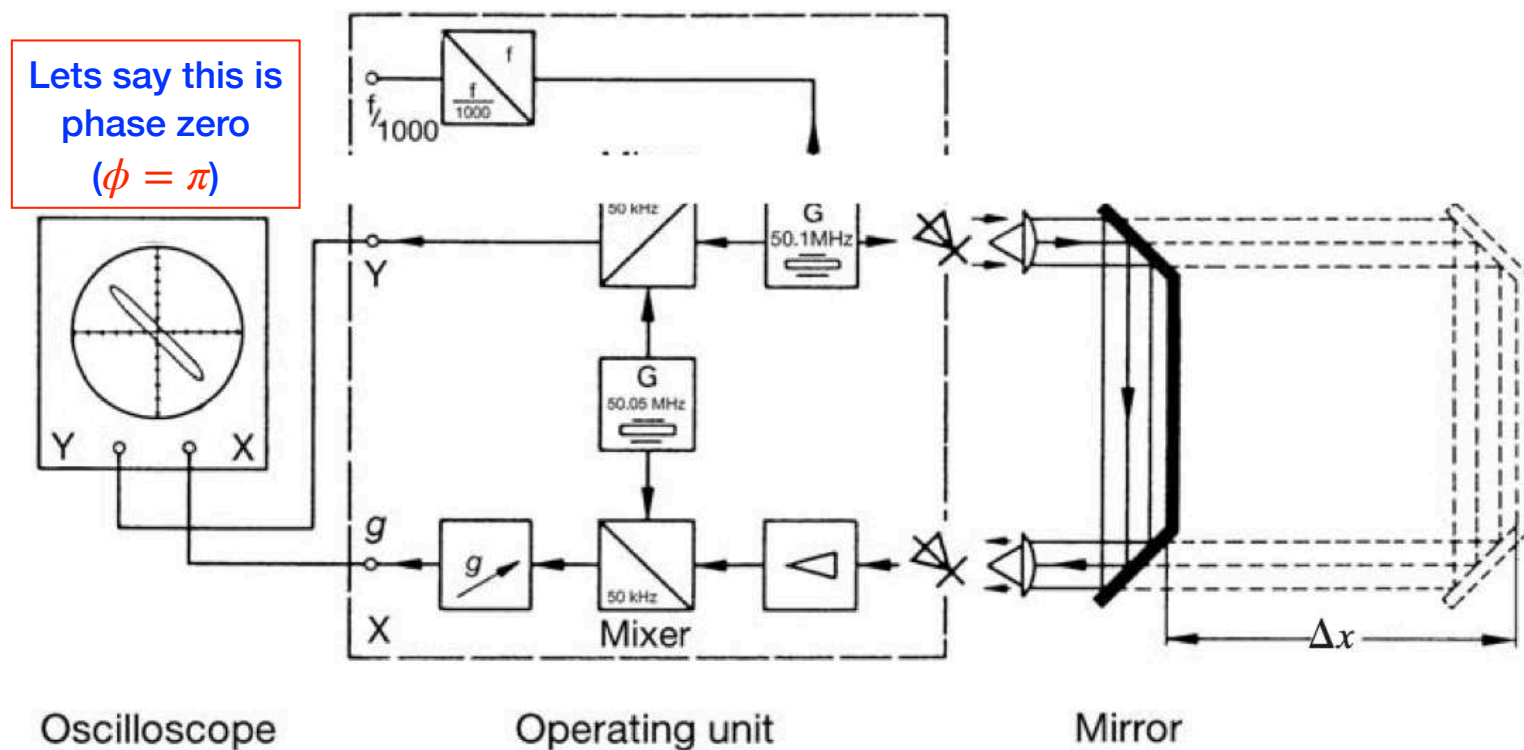 Lets say this is
phase zero
(ϕ = π)
f
f
1000
f/1000
50 kHz
G
50.1MHz
Y
G
50.05 MHz
Y
X
g
g
50 kHz
X
Mixer
Δx
Oscilloscope
Operating unit
Mirror